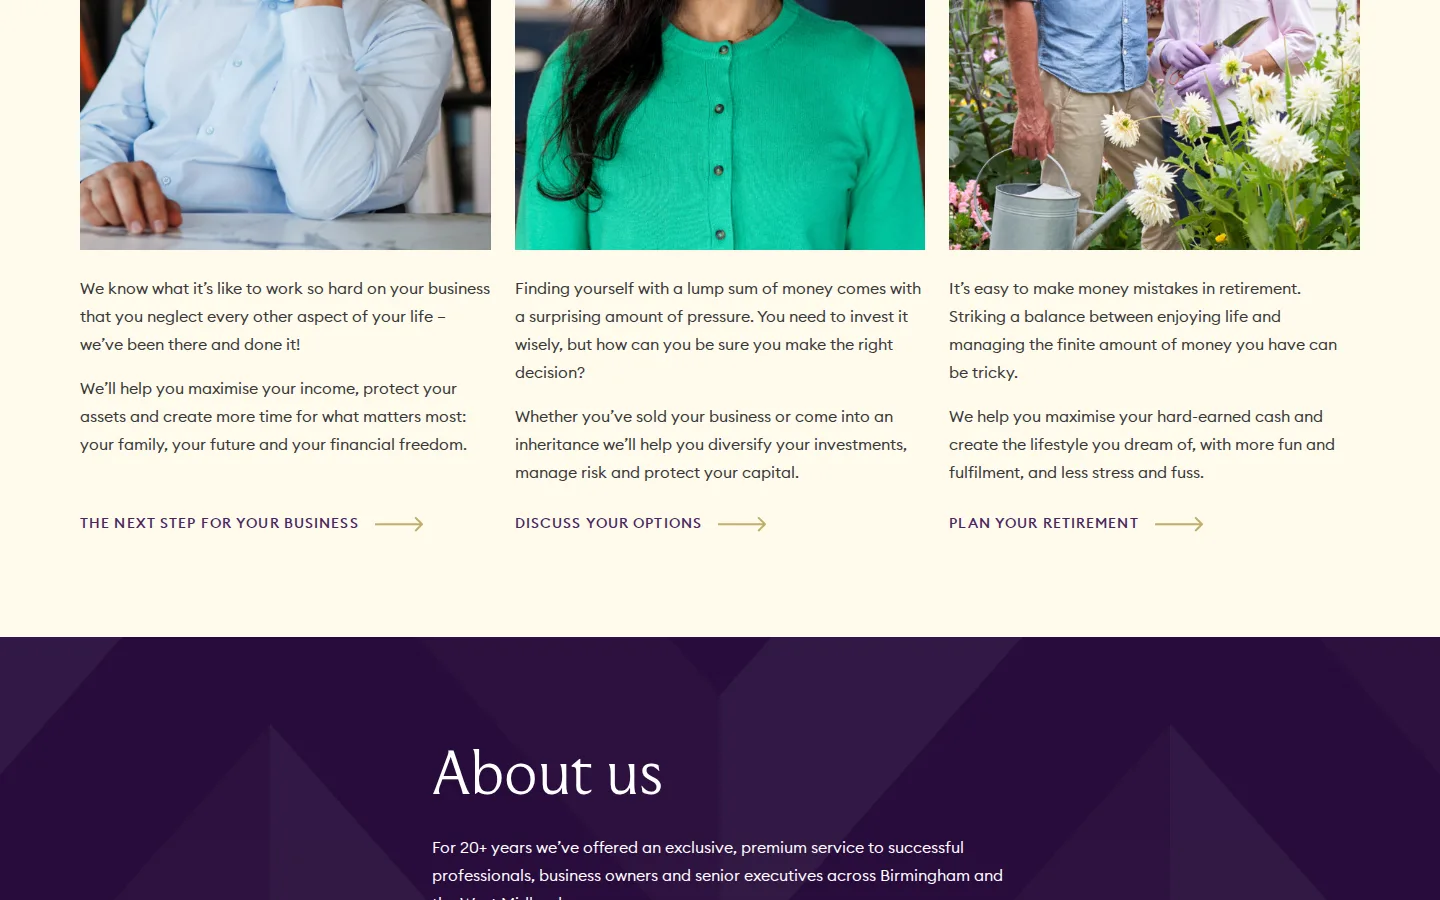 We know what it’s like to work so hard on your business
that you neglect every other aspect of your life –
we’ve been there and done it!
We’ll help you maximise your income, protect your
assets and create more time for what matters most:
your family, your future and your financial freedom.
THE NEXT STEP FOR YOUR BUSINESS
Finding yourself with a lump sum of money comes with
a surprising amount of pressure. You need to invest it
wisely, but how can you be sure you make the right
decision?
Whether you’ve sold your business or come into an
inheritance we’ll help you diversify your investments,
manage risk and protect your capital.
DISCUSS YOUR OPTIONS
It’s easy to make money mistakes in retirement.
Striking a balance between enjoying life and
managing the finite amount of money you have can
be tricky.
We help you maximise your hard-earned cash and
create the lifestyle you dream of, with more fun and
fulfilment, and less stress and fuss.
PLAN YOUR RETIREMENT
About us
For 20+ years we’ve offered an exclusive, premium service to successful
professionals, business owners and senior executives across Birmingham and